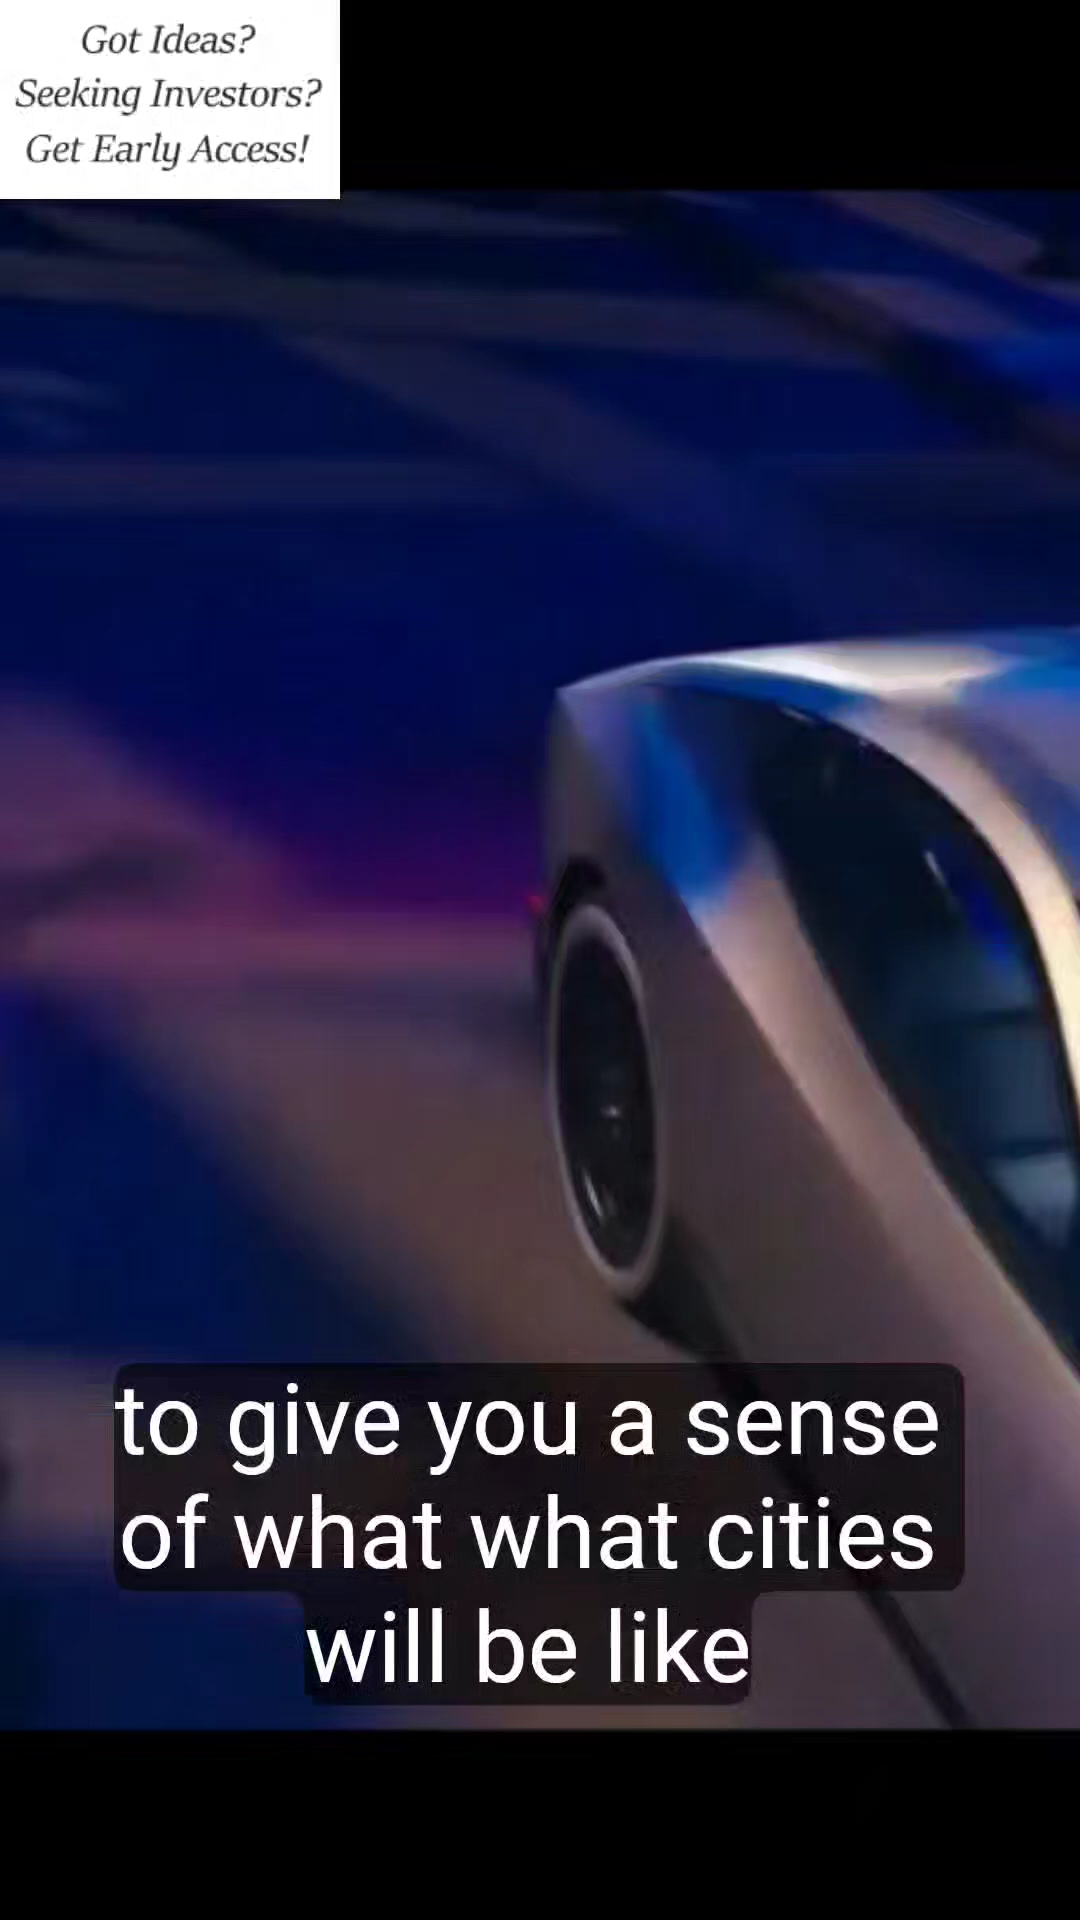 Got Ideas?
Seeking Investors?
Get Early Access!
to give you a sense
of what what cities
will be like